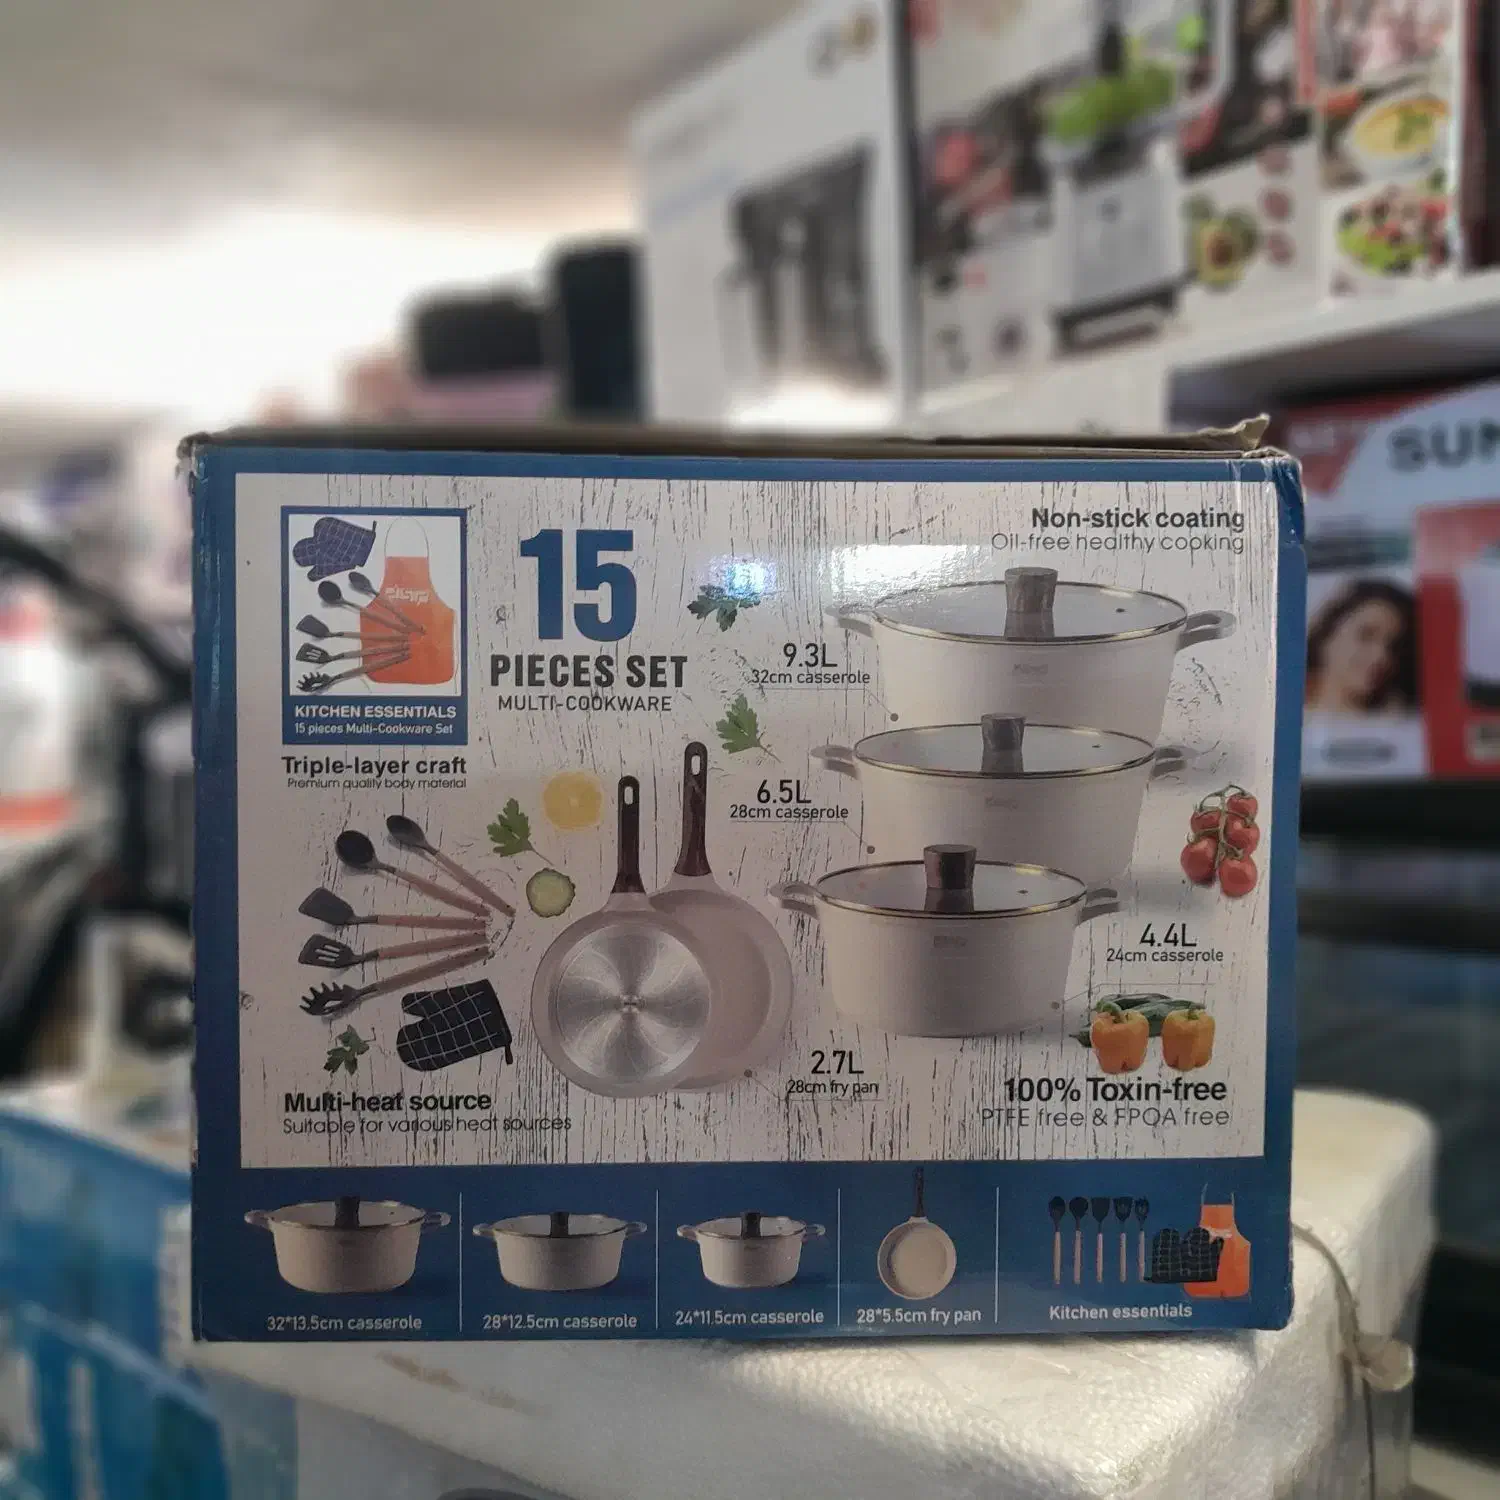 SUN
15
PIECES SET
MULTI-COOKWARE
KITCHEN ESSENTIALS
15 pieces Multi-Cookware Set
Triple-layer craft
Premium quality body material
Non-stick coating
Oil-free healthy cooking
9.3L
32cm casserole
6.5L
28cm casserole
4.4L
24cm casserole
2.7L
28cm fry pan
Multi-heat source
Suitable for various heat sources
100% Toxin-free
PTFE free & FPOA free
32*13.5cm casserole
28*12.5cm casserole
24*11.5cm casserole
28*5.5cm fry pan
Kitchen essentials